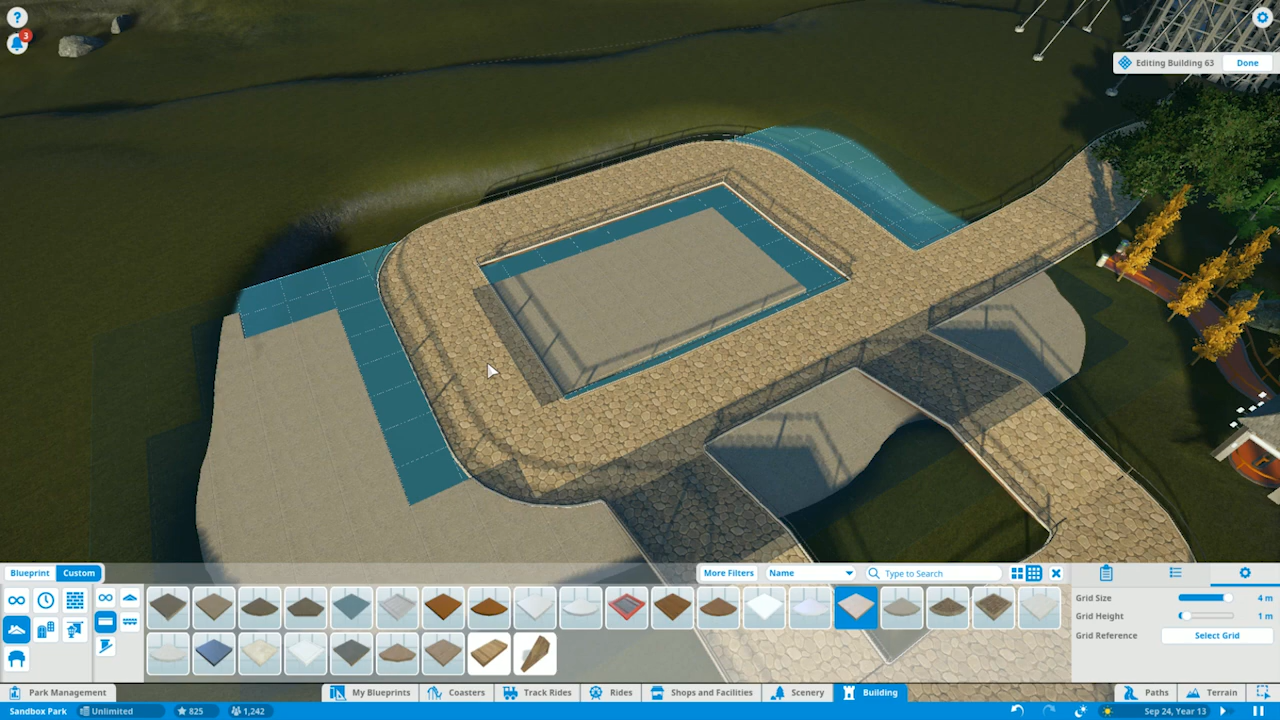 ?
3
Editing Building 63
Done
Blueprint
Custom
More Filters
Name
Type to Search
Grid Size
4 m
Grid Height
1 m
Grid Reference
Select Grid
Park Management
My Blueprints
Coasters
Track Rides
Rides
Shops and Facilities
Scenery
Building
Paths
Terrain
Sandbox Park
Unlimited
825
1,242
Sep 24, Year 13